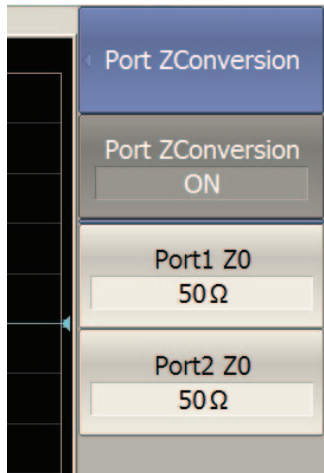 Port ZConversion
Port ZConversion
ON
Port1 Z0
50Ω
Port2 Z0
50Ω